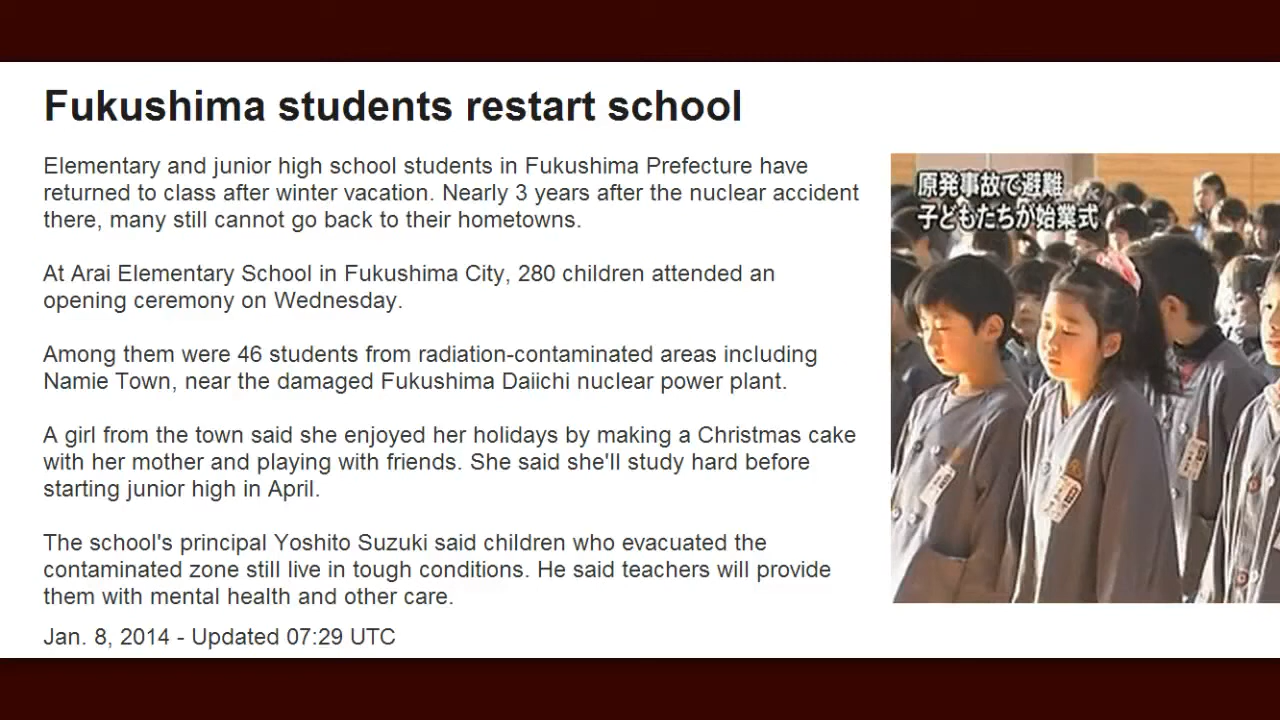 Fukushima students restart school
Elementary and junior high school students in Fukushima Prefecture have
returned to class after winter vacation. Nearly 3 years after the nuclear accident
there, many still cannot go back to their hometowns.
At Arai Elementary School in Fukushima City, 280 children attended an
opening ceremony on Wednesday.
Among them were 46 students from radiation-contaminated areas including
Namie Town, near the damaged Fukushima Daiichi nuclear power plant.
A girl from the town said she enjoyed her holidays by making a Christmas cake
with her mother and playing with friends. She said she'll study hard before
starting junior high in April.
The school's principal Yoshito Suzuki said children who evacuated the
contaminated zone still live in tough conditions. He said teachers will provide
them with mental health and other care.
Jan. 8, 2014 - Updated 07:29 UTC
原発事故で避難
子どもたちが始業式